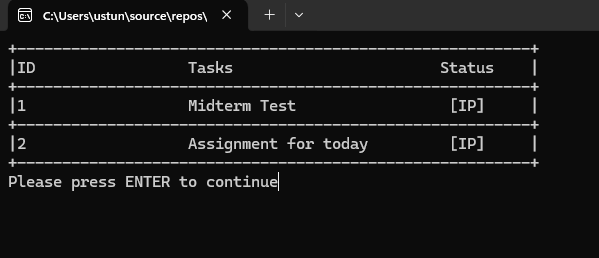 C:\Users\ustun\source\repos\
+---------------------------------------------------------+
|ID                 Tasks                       Status    |
+---------------------------------------------------------+
|1                  Midterm Test                 [IP]     |
+---------------------------------------------------------+
|2                  Assignment for today         [IP]     |
+---------------------------------------------------------+
Please press ENTER to continue